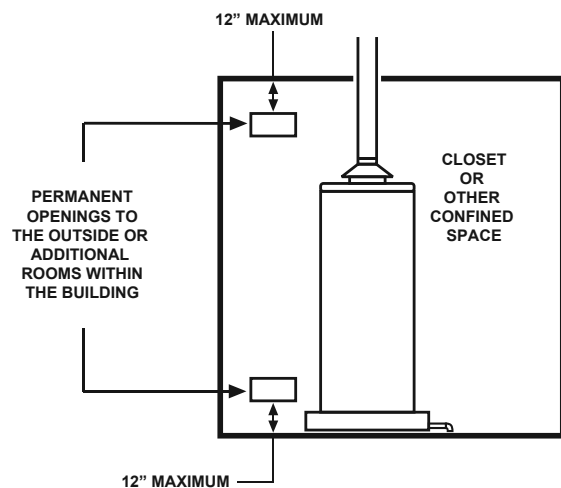 12” MAXIMUM
CLOSET
OR
OTHER
CONFINED
SPACE
PERMANENT
OPENINGS TO
THE OUTSIDE OR
ADDITIONAL
ROOMS WITHIN
THE BUILDING
12” MAXIMUM